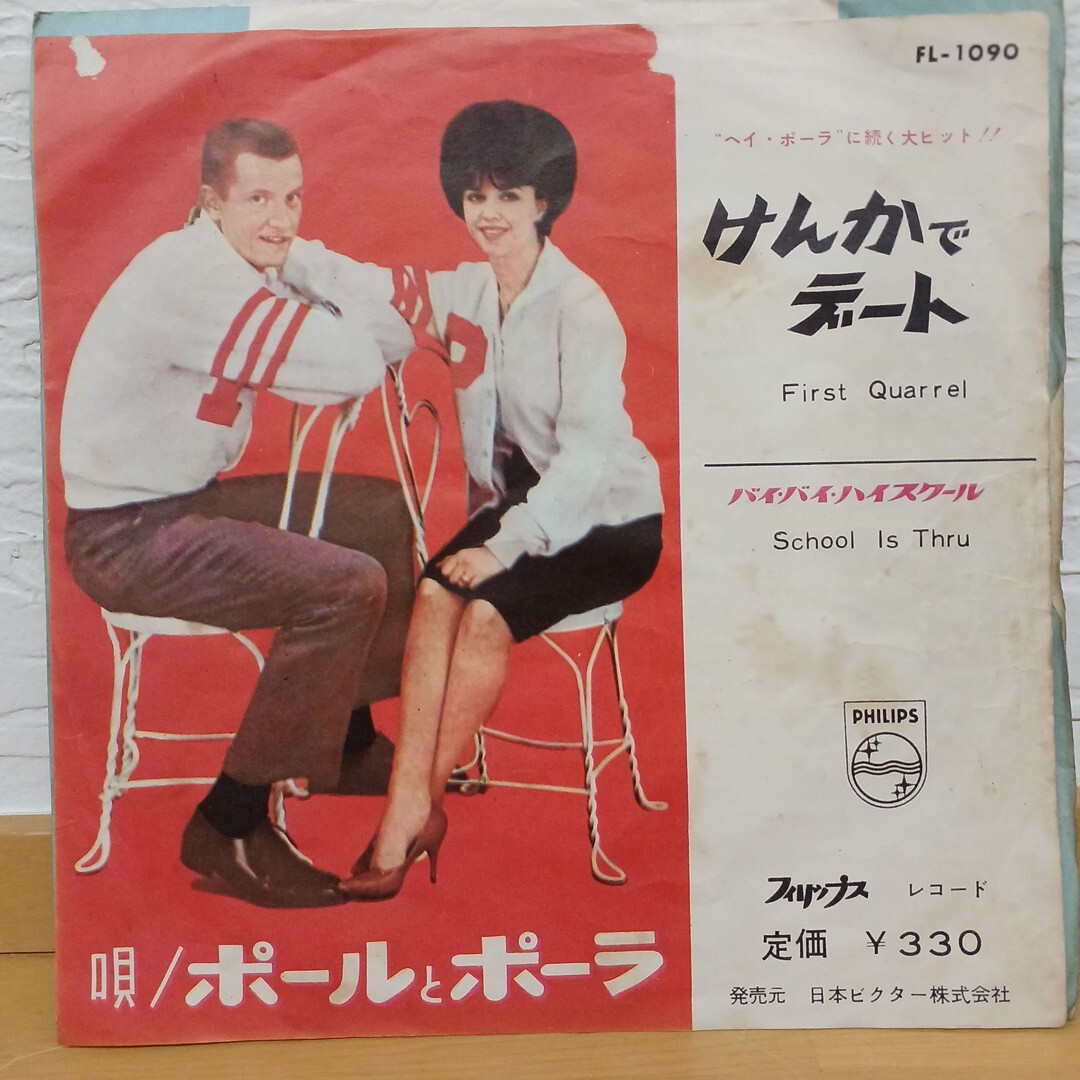 FL-1090
“ヘイ・ポーラ”に続く大ヒット!!
けんかで
デート
First Quarrel
バイ・バイ・ハイスクール
School Is Thru
PHILIPS
フィリップス レコード
定価 ¥330
発売元 日本ビクター株式会社
唄/ポールとポーラ
P